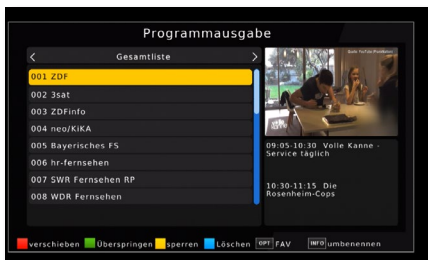 Programmausgabe
Gesamtliste
001 ZDF
002 3sat
003 ZDFinfo
004 neo/KiKA
005 Bayerisches FS
006 hr-fernsehen
007 SWR Fernsehen RP
008 WDR Fernsehen
09:05-10:30 Volle Kanne -
Service täglich
10:30-11:15 Die
Rosenheim-Cops
verschieben Überspringen sperren Löschen OPT FAV INFO umbenennen